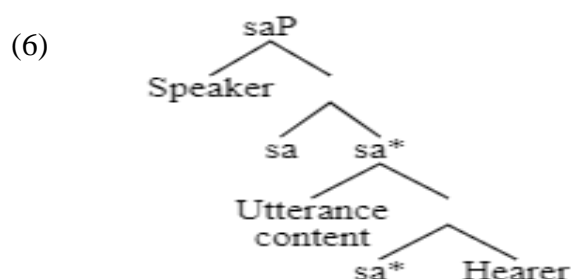 saP
(6)
Speaker
sa sa*
Utterance
content
sa* Hearer